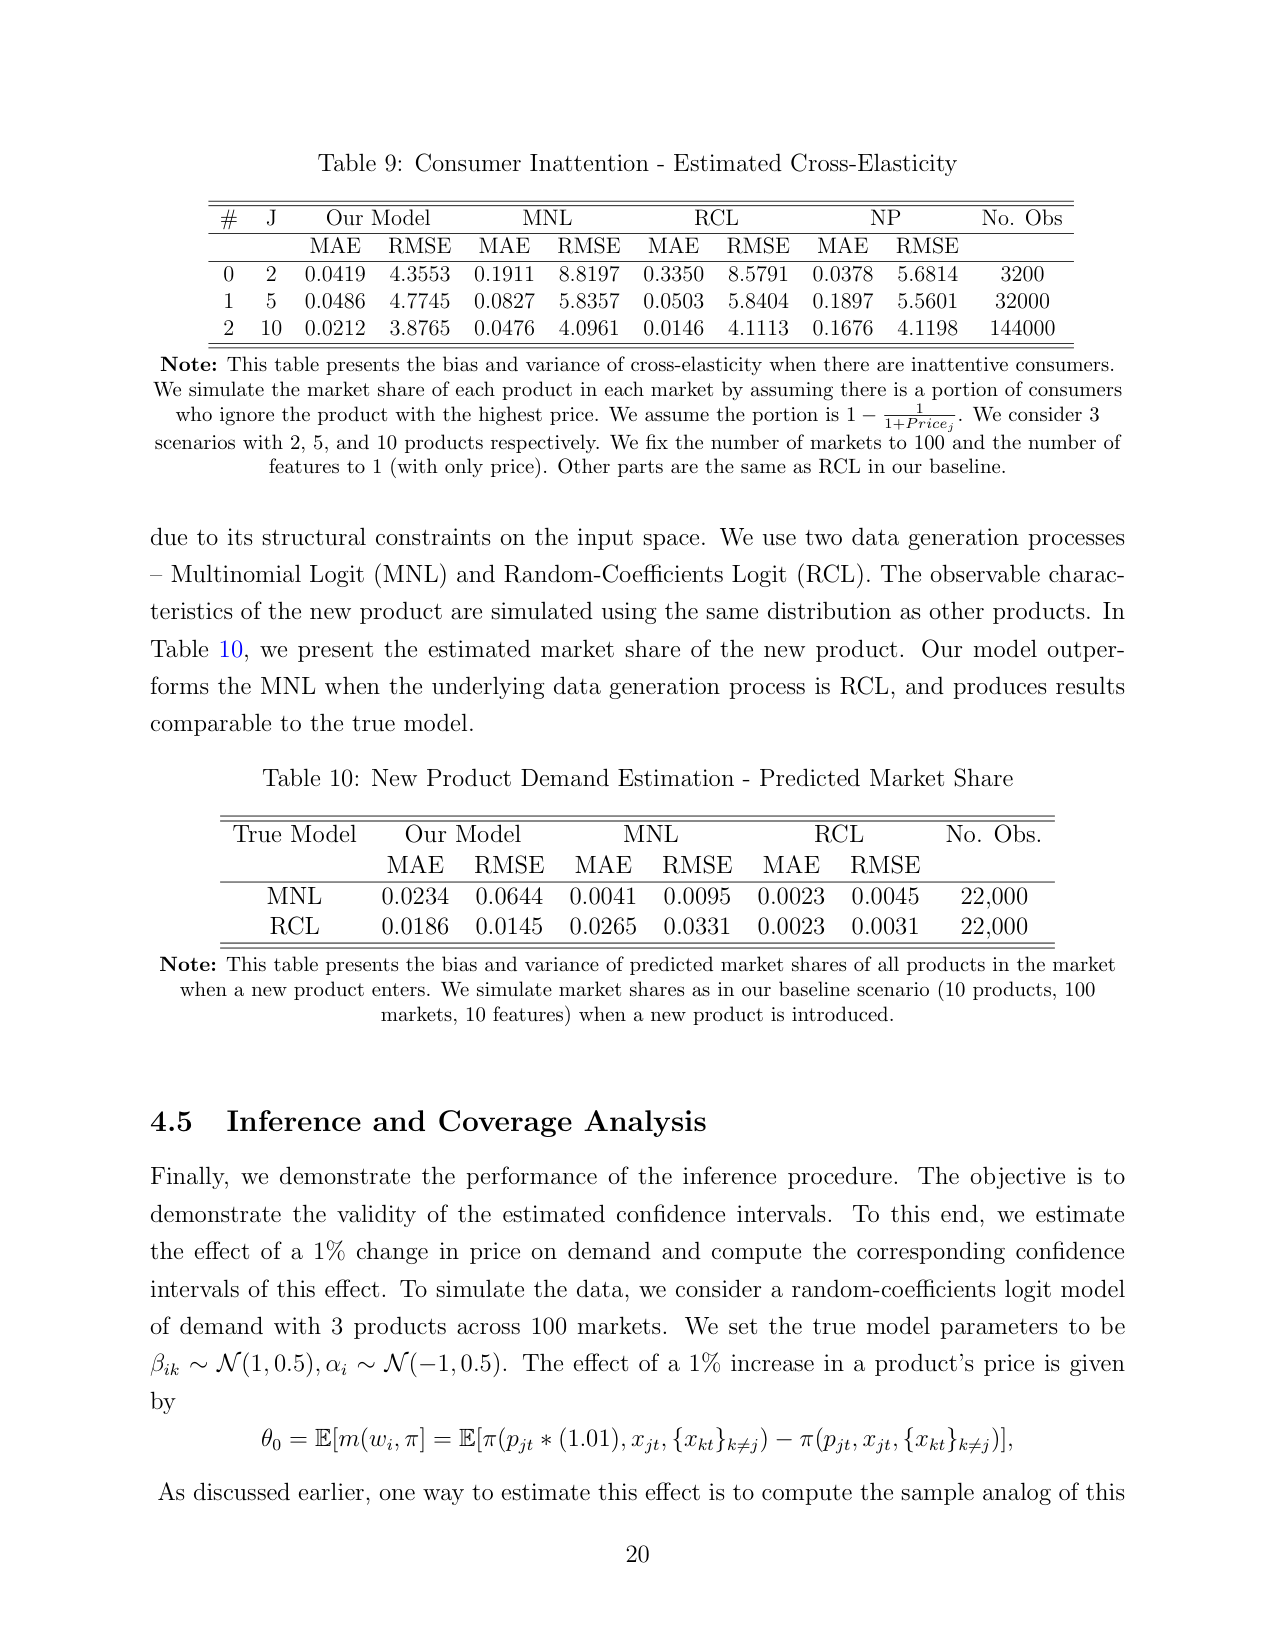 Table 9: Consumer Inattention - Estimated Cross-Elasticity
# J Our Model MNL RCL NP No. Obs
MAE RMSE MAE RMSE MAE RMSE MAE RMSE
0 2 0.0419 4.3553 0.1911 8.8197 0.3350 8.5791 0.0378 5.6814 3200
1 5 0.0486 4.7745 0.0827 5.8357 0.0503 5.8404 0.1897 5.5601 32000
2 10 0.0212 3.8765 0.0476 4.0961 0.0146 4.1113 0.1676 4.1198 144000
Note: This table presents the bias and variance of cross-elasticity when there are inattentive consumers.
We simulate the market share of each product in each market by assuming there is a portion of consumers
who ignore the product with the highest price. We assume the portion is $1 - \frac{1}{1+Price_j}$. We consider 3
scenarios with 2, 5, and 10 products respectively. We fix the number of markets to 100 and the number of
features to 1 (with only price). Other parts are the same as RCL in our baseline.
due to its structural constraints on the input space. We use two data generation processes
– Multinomial Logit (MNL) and Random-Coefficients Logit (RCL). The observable charac-
teristics of the new product are simulated using the same distribution as other products. In
Table 10, we present the estimated market share of the new product. Our model outper-
forms the MNL when the underlying data generation process is RCL, and produces results
comparable to the true model.
Table 10: New Product Demand Estimation - Predicted Market Share
True Model Our Model MNL RCL No. Obs.
MAE RMSE MAE RMSE MAE RMSE
MNL 0.0234 0.0644 0.0041 0.0095 0.0023 0.0045 22,000
RCL 0.0186 0.0145 0.0265 0.0331 0.0023 0.0031 22,000
Note: This table presents the bias and variance of predicted market shares of all products in the market
when a new product enters. We simulate market shares as in our baseline scenario (10 products, 100
markets, 10 features) when a new product is introduced.
4.5 Inference and Coverage Analysis
Finally, we demonstrate the performance of the inference procedure. The objective is to
demonstrate the validity of the estimated confidence intervals. To this end, we estimate
the effect of a 1% change in price on demand and compute the corresponding confidence
intervals of this effect. To simulate the data, we consider a random-coefficients logit model
of demand with 3 products across 100 markets. We set the true model parameters to be
$\beta_{ik} \sim \mathcal{N}(1, 0.5), \alpha_i \sim \mathcal{N}(-1, 0.5)$. The effect of a 1% increase in a product's price is given
by
$\theta_0 = \mathbb{E}[m(w_i, \pi] = \mathbb{E}[\pi(p_{jt} * (1.01), x_{jt}, \{x_{kt}\}_{k \neq j}) - \pi(p_{jt}, x_{jt}, \{x_{kt}\}_{k \neq j})],$
As discussed earlier, one way to estimate this effect is to compute the sample analog of this
20